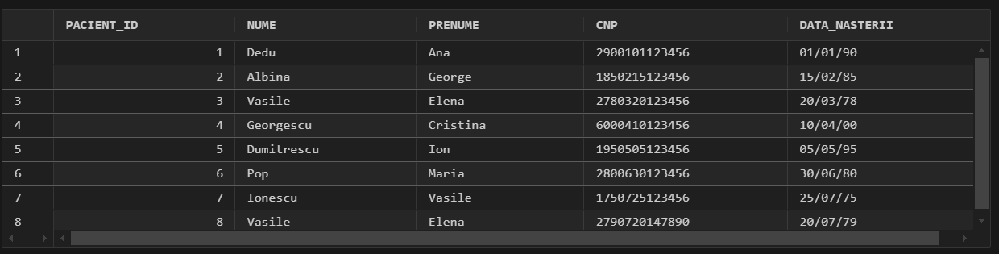 PACIENT_ID NUME PRENUME CNP DATA_NASTERII
1 1 Dedu Ana 2900101123456 01/01/90
2 2 Albina George 1850215123456 15/02/85
3 3 Vasile Elena 2780320123456 20/03/78
4 4 Georgescu Cristina 6000410123456 10/04/00
5 5 Dumitrescu Ion 1950505123456 05/05/95
6 6 Pop Maria 2800630123456 30/06/80
7 7 Ionescu Vasile 1750725123456 25/07/75
8 8 Vasile Elena 2790720147890 20/07/79